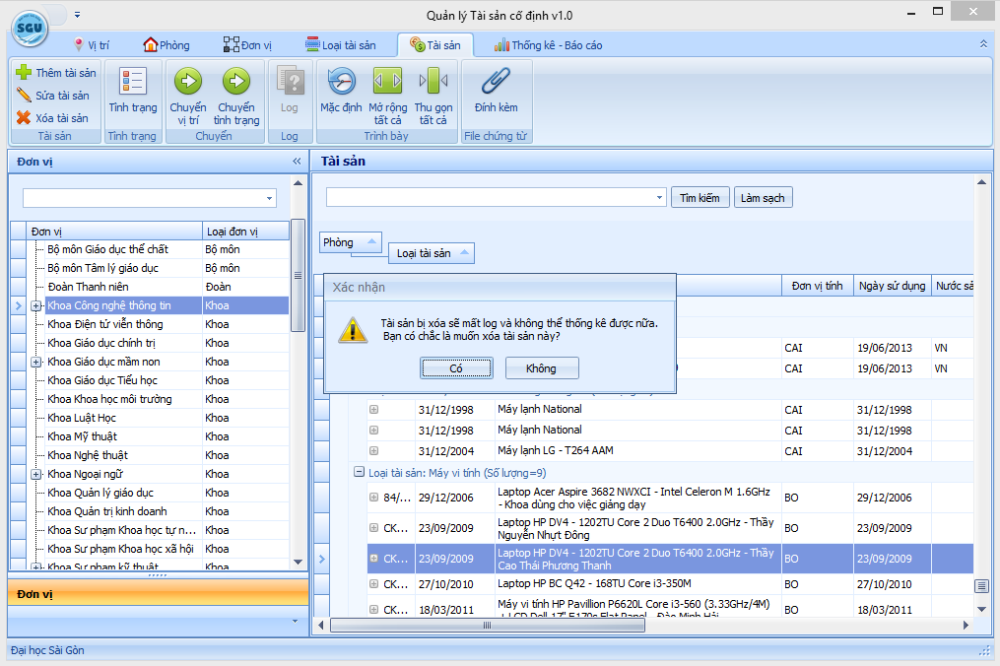 Quản lý Tài sản cố định v1.0
SGU
Vị trí
Phòng
Đơn vị
Loại tài sản
Tài sản
Thống kê - Báo cáo
Thêm tài sản
Sửa tài sản
Xóa tài sản
Tài sản
Tình trạng
Tình trạng
Chuyển vị trí
Chuyển tình trạng
Chuyển
Log
Log
Mặc định
Mở rộng tất cả
Thu gọn tất cả
Trình bày
Đính kèm
File chứng từ
Đơn vị
Đơn vị Loại đơn vị
Bộ môn Giáo dục thể chất Bộ môn
Bộ môn Tâm lý giáo dục Bộ môn
Đoàn Thanh niên Đoàn
Khoa Công nghệ thông tin Khoa
Khoa Điện tử viễn thông Khoa
Khoa Giáo dục chính trị Khoa
Khoa Giáo dục mầm non Khoa
Khoa Giáo dục Tiểu học Khoa
Khoa Khoa học môi trường Khoa
Khoa Luật Học Khoa
Khoa Mỹ thuật Khoa
Khoa Nghệ thuật Khoa
Khoa Ngoại ngữ Khoa
Khoa Quản lý giáo dục Khoa
Khoa Quản trị kinh doanh Khoa
Khoa Sư phạm Khoa học tự n... Khoa
Khoa Sư phạm Khoa học xã hội Khoa
Khoa Sư phạm kỹ thuật Khoa
Đơn vị
Tài sản
Tìm kiếm Làm sạch
Phòng
Loại tài sản
Đơn vị tính Ngày sử dụng Nước sả
Xác nhận
Tài sản bị xóa sẽ mất log và không thể thống kê được nữa.
Bạn có chắc là muốn xóa tài sản này?
Có Không
CAI 19/06/2013 VN
CAI 19/06/2013 VN
31/12/1998 Máy lạnh National CAI 31/12/1998
31/12/1998 Máy lạnh National CAI 31/12/1998
31/12/2004 Máy lạnh LG - T264 AAM CAI 31/12/2004
Loại tài sản: Máy vi tính (Số lượng=9)
84/... 29/12/2006 Laptop Acer Aspire 3682 NWXCI - Intel Celeron M 1.6GHz - Khoa dùng cho việc giảng dạy BO 29/12/2006
CK... 23/09/2009 Laptop HP DV4 - 1202TU Core 2 Duo T6400 2.0GHz - Thầy Nguyễn Nhựt Đông BO 23/09/2009
CK... 23/09/2009 Laptop HP DV4 - 1202TU Core 2 Duo T6400 2.0GHz - Thầy Cao Thái Phương Thanh BO 23/09/2009
CK... 27/10/2010 Laptop HP BC Q42 - 168TU Core i3-350M BO 27/10/2010
CK... 18/03/2011 Máy vi tính HP Pavillion P6620L Core i3-560 (3.33GHz/4M) + LCD Dell 17" E170s Flat Panel - Đào Minh Hải BO 18/03/2011
Đại học Sài Gòn